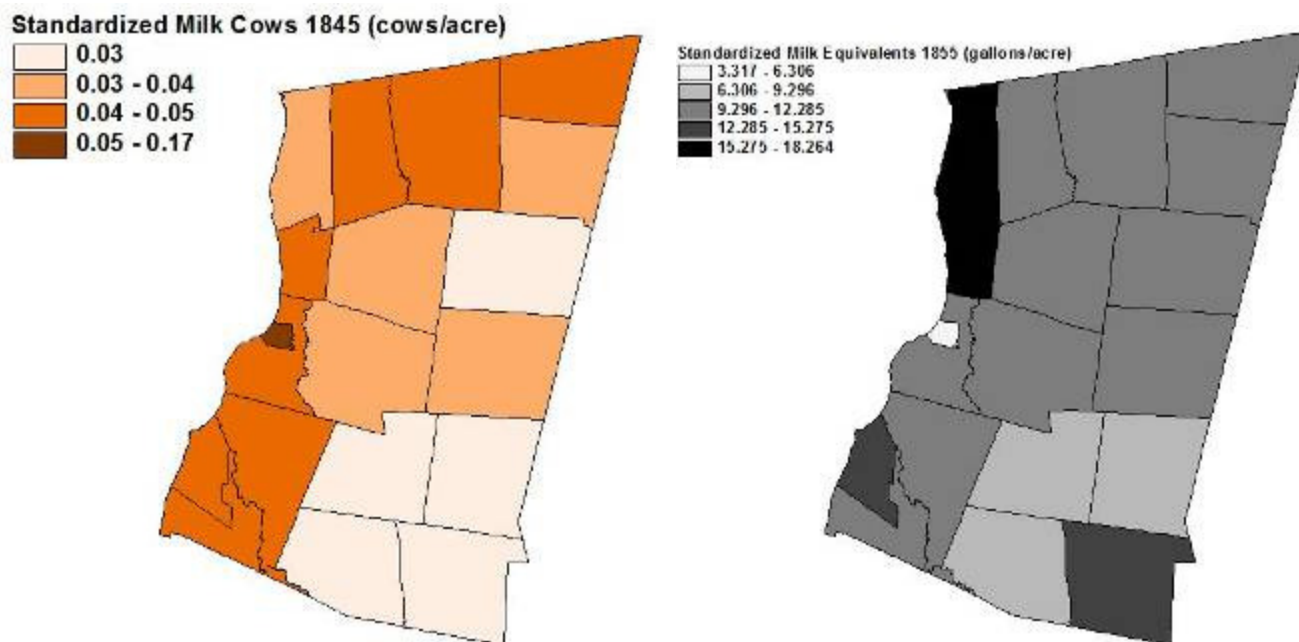 Standardized Milk Cows 1845 (cows/acre)
0.03
0.03 - 0.04
0.04 - 0.05
0.05 - 0.17
Standardized Milk Equivalents 1855 (gallons/acre)
3.317 - 6.306
6.306 - 9.296
9.296 - 12.285
12.285 - 15.275
15.275 - 18.264